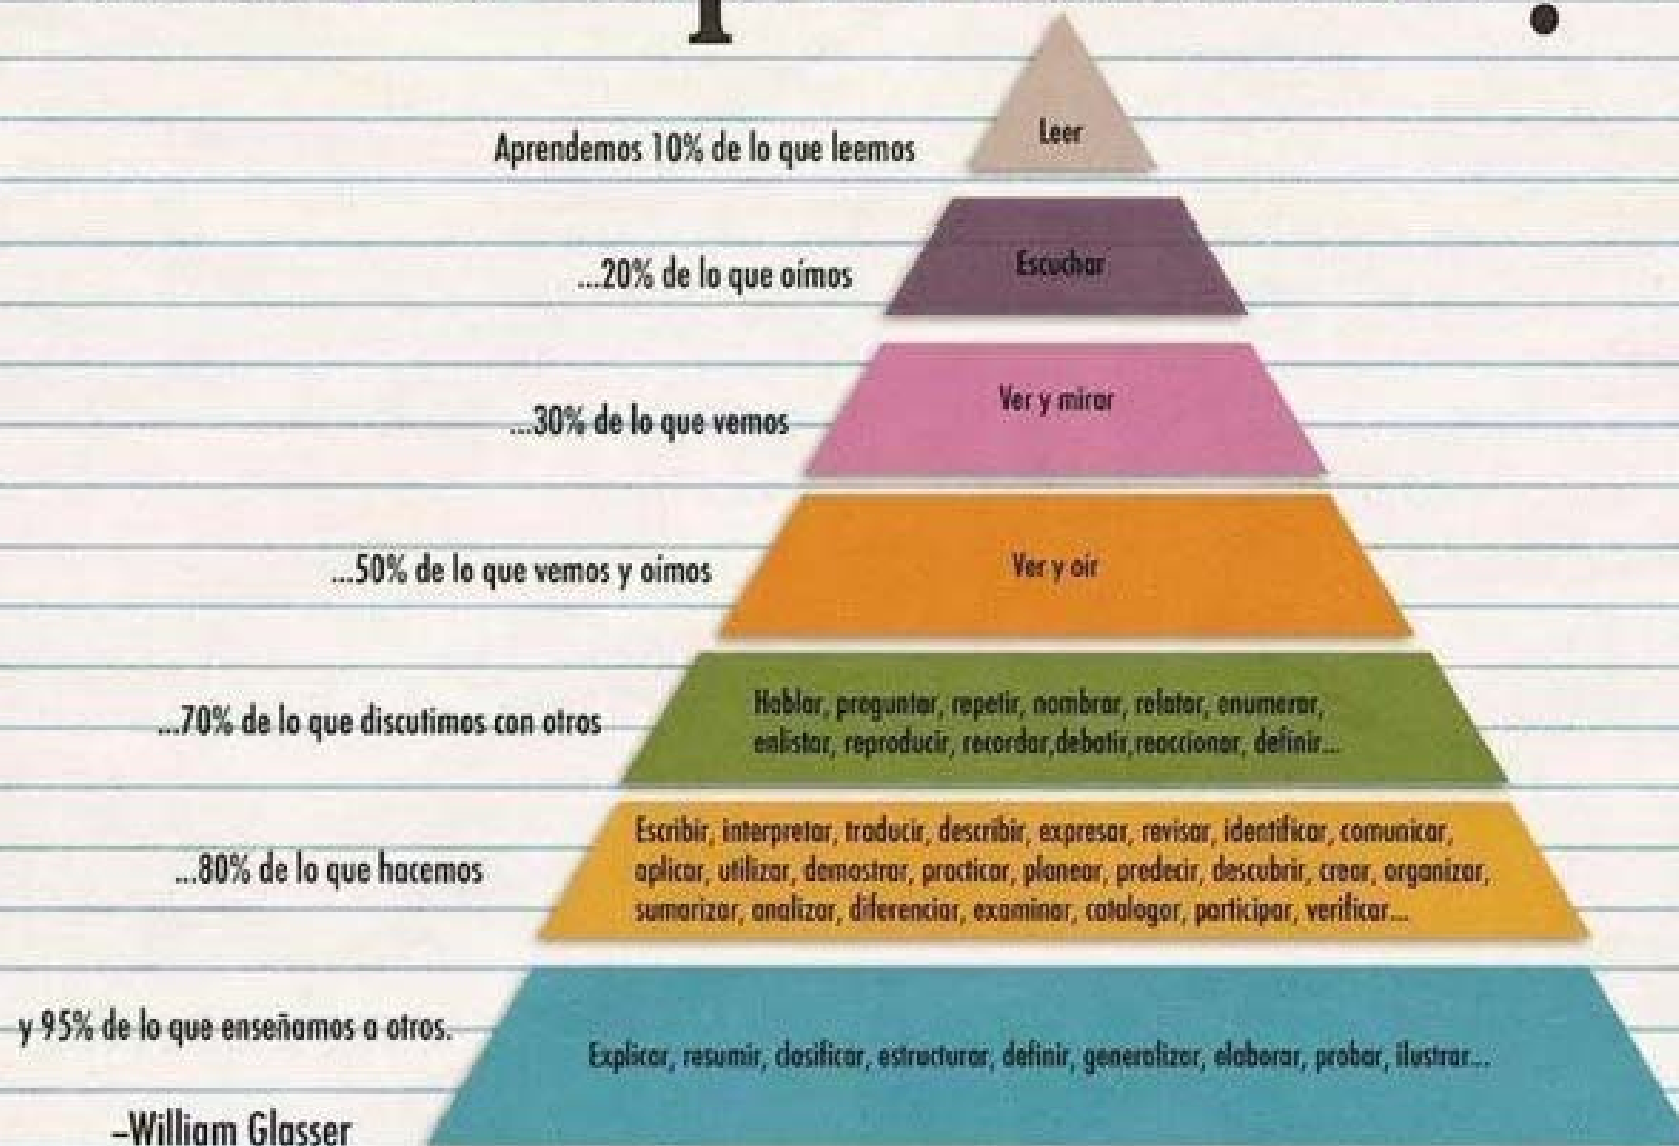 Aprendemos 10% de lo que leemos
Leer
...20% de lo que oímos
Escuchar
...30% de lo que vemos
Ver y mirar
...50% de lo que vemos y oimos
Ver y oír
...70% de lo que discutimos con otros
Hablar, preguntar, repetir, nombrar, relatar, enumerar,
enlistar, reproducir, recordar,debatir,reaccionar, definir...
...80% de lo que hacemos
Escribir, interpretar, traducir, describir, expresar, revisar, identificar, comunicar,
aplicar, utilizar, demostrar, practicar, planear, predecir, descubrir, crear, organizar,
sumarizar, analizar, diferenciar, examinar, catalogar, participar, verificar...
y 95% de lo que enseñamos a otros.
Explicar, resumir, clasificar, estructurar, definir, generalizar, elaborar, probar, ilustrar...
–William Glasser